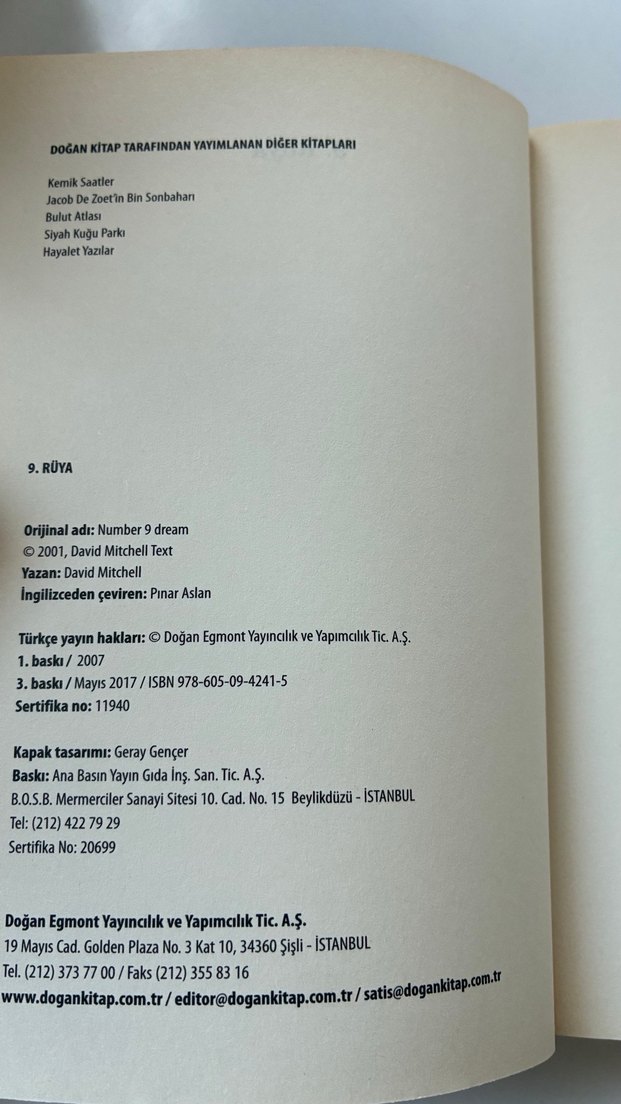 DOĞAN KİTAP TARAFINDAN YAYIMLANAN DİĞER KİTAPLARI
Kemik Saatler
Jacob De Zoet'in Bin Sonbaharı
Bulut Atlası
Siyah Kuğu Parkı
Hayalet Yazılar
9. RÜYA
Orijinal adı: Number 9 dream
© 2001, David Mitchell Text
Yazan: David Mitchell
İngilizceden çeviren: Pınar Aslan
Türkçe yayın hakları: © Doğan Egmont Yayıncılık ve Yapımcılık Tic. A.Ş.
1. baskı / 2007
3. baskı / Mayıs 2017 / ISBN 978-605-09-4241-5
Sertifika no: 11940
Kapak tasarımı: Geray Gençer
Baskı: Ana Basın Yayın Gıda İnş. San. Tic. A.Ş.
B.O.S.B. Mermerciler Sanayi Sitesi 10. Cad. No. 15 Beylikdüzü - İSTANBUL
Tel: (212) 422 79 29
Sertifika No: 20699
Doğan Egmont Yayıncılık ve Yapımcılık Tic. A.Ş.
19 Mayıs Cad. Golden Plaza No. 3 Kat 10, 34360 Şişli - İSTANBUL
Tel. (212) 373 77 00 / Faks (212) 355 83 16
www.dogankitap.com.tr / editor@dogankitap.com.tr / satis@dogankitap.com.tr